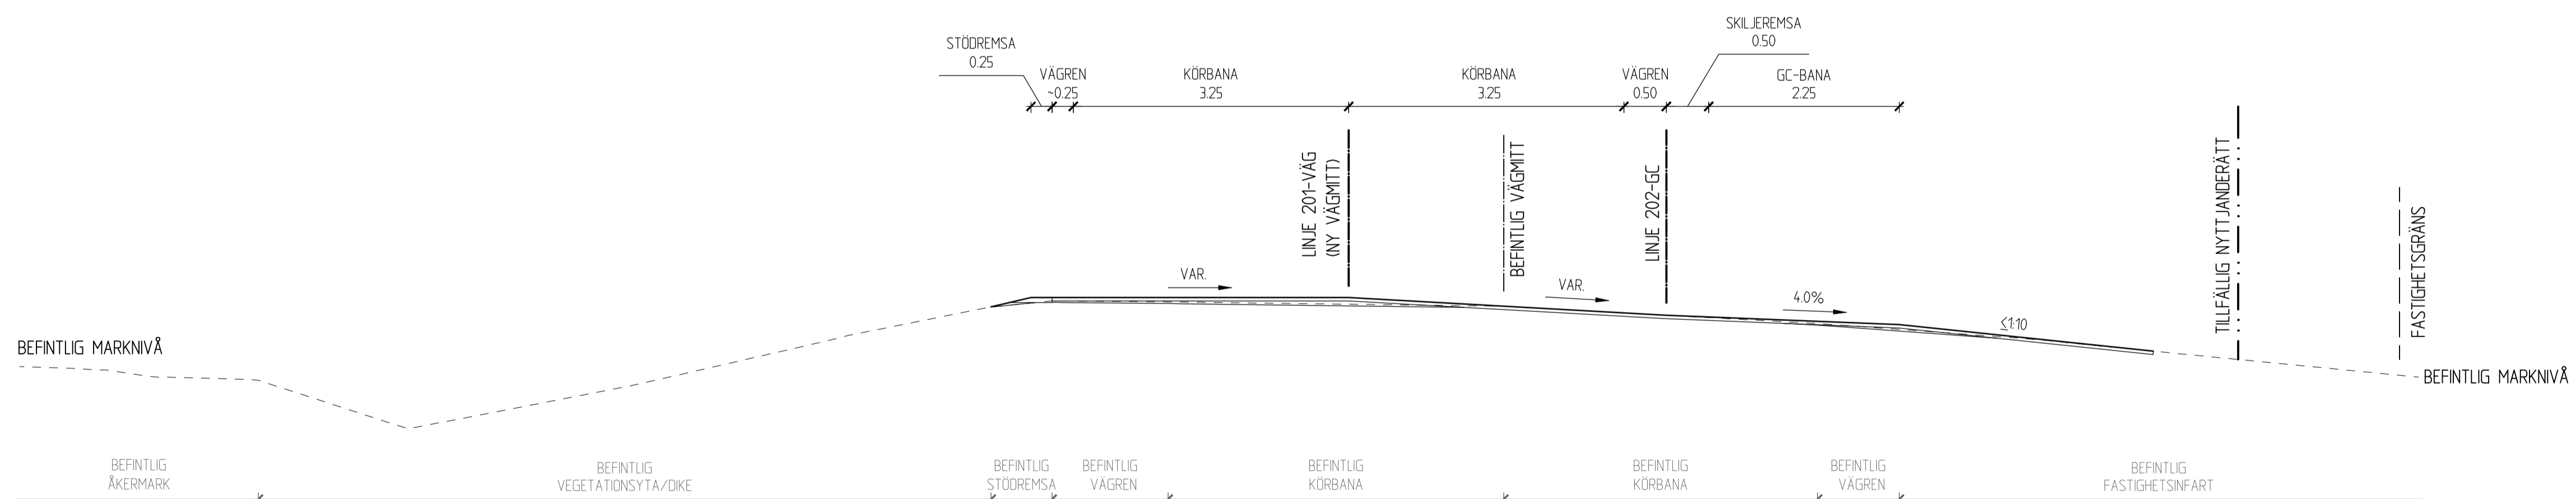 SKILJEREMSA
0.50
STÖDREMSA
0.25
VÄGREN
~0.25
KÖRBANA
3.25
KÖRBANA
3.25
VÄGREN
0.50
GC-BANA
2.25
LINJE 201-VÄG
(NY VÄGMITT)
BEFINTLIG VÄGMITT
LINJE 202-GC
TILLFÄLLIG NYTTJANDERÄTT
FASTIGHETSGRÄNS
VAR.
VAR.
4.0%
≤1:10
BEFINTLIG MARKNIVÅ
BEFINTLIG MARKNIVÅ
BEFINTLIG
ÅKERMARK
BEFINTLIG
VEGETATIONSYTA/DIKE
BEFINTLIG
STÖDREMSA
BEFINTLIG
VÄGREN
BEFINTLIG
KÖRBANA
BEFINTLIG
KÖRBANA
BEFINTLIG
VÄGREN
BEFINTLIG
FASTIGHETSINFART